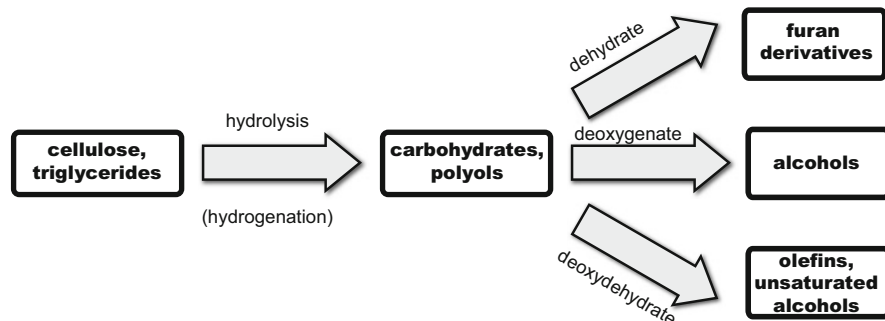 cellulose,
triglycerides
hydrolysis
(hydrogenation)
carbohydrates,
polyols
dehydrate
furan
derivatives
deoxygenate
alcohols
deoxydehydrate
olefins,
unsaturated
alcohols